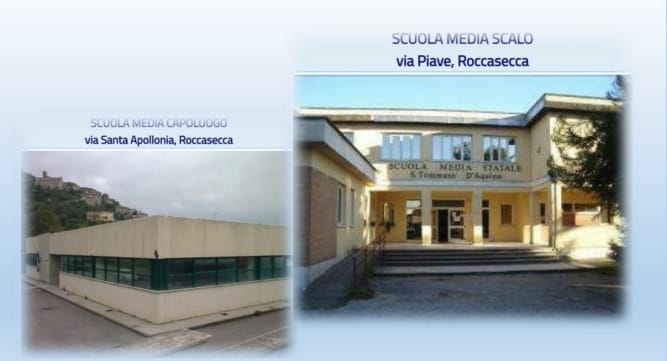 SCUOLA MEDIA SCALO
via Piave, Roccasecca
SCUOLA MEDIA CAPOLUOGO
via Santa Apollonia, Roccasecca
SCUOLA MEDIA STATALE
S. Tommaso D'Aquino